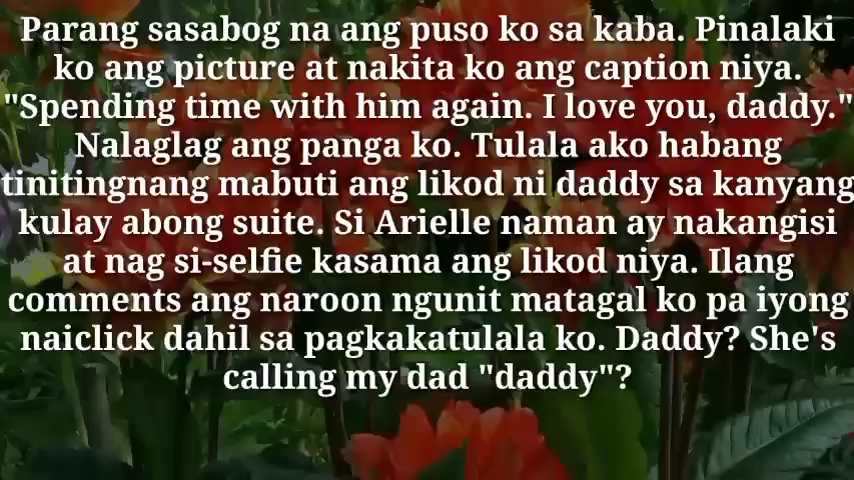 Parang sasabog na ang puso ko sa kaba. Pinalaki
ko ang picture at nakita ko ang caption niya.
"Spending time with him again. I love you, daddy."
Nalaglag ang panga ko. Tulala ako habang
tinitingnang mabuti ang likod ni daddy sa kanyang
kulay abong suite. Si Arielle naman ay nakangisi
at nag si-selfie kasama ang likod niya. Ilang
comments ang naroon ngunit matagal ko pa iyong
naiclick dahil sa pagkakatulala ko. Daddy? She's
calling my dad "daddy"?